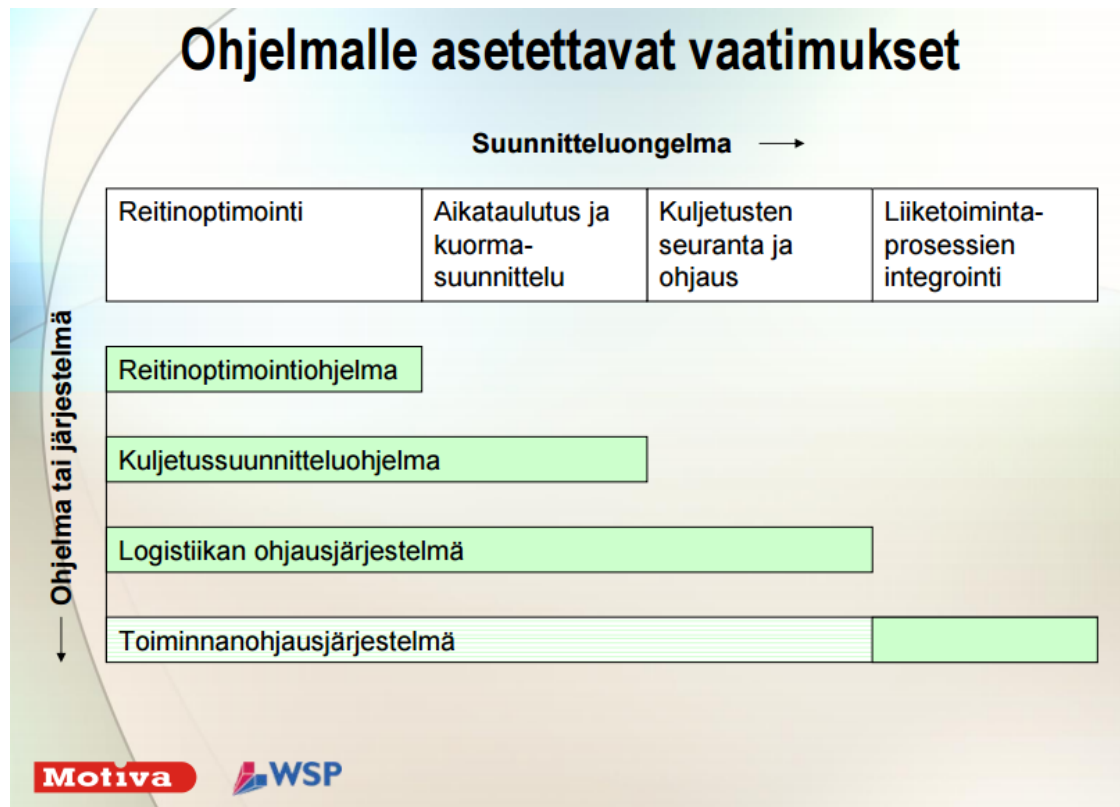 Ohjelmalle asetettavat vaatimukset
Suunnitteluongelma
Reitinoptimointi
Aikataulutus ja
kuorma-
suunnittelu
Kuljetusten
seuranta ja
ohjaus
Liiketoiminta-
prosessien
integrointi
Ohjelma tai järjestelmä
Reitinoptimointiohjelma
Kuljetussuunnitteluohjelma
Logistiikan ohjausjärjestelmä
Toiminnanohjausjärjestelmä
Motiva
WSP